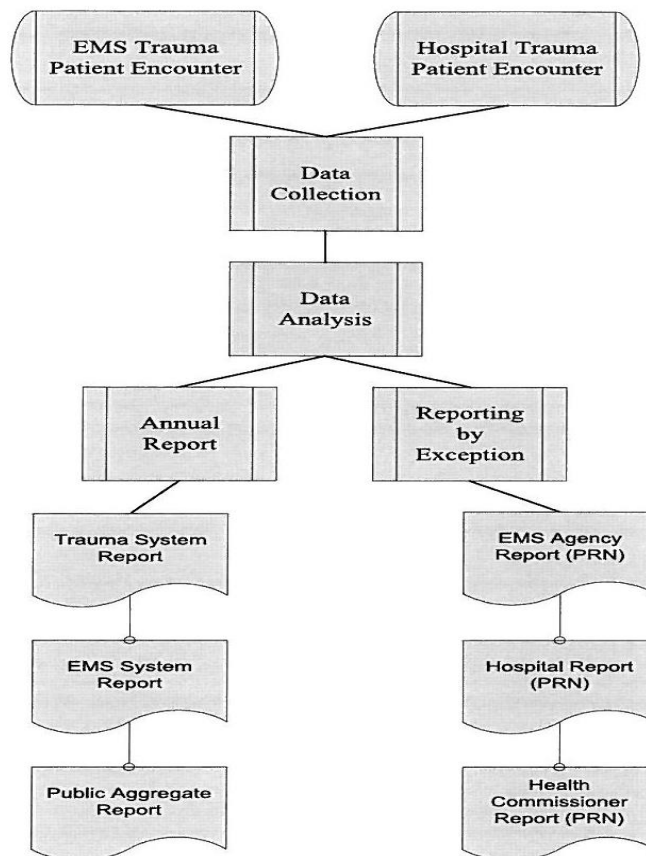 EMS Trauma
Patient Encounter
Hospital Trauma
Patient Encounter
Data
Collection
Data
Analysis
Annual
Report
Reporting
by
Exception
Trauma System
Report
EMS Agency
Report (PRN)
EMS System
Report
Hospital Report
(PRN)
Public Aggregate
Report
Health
Commissioner
Report (PRN)